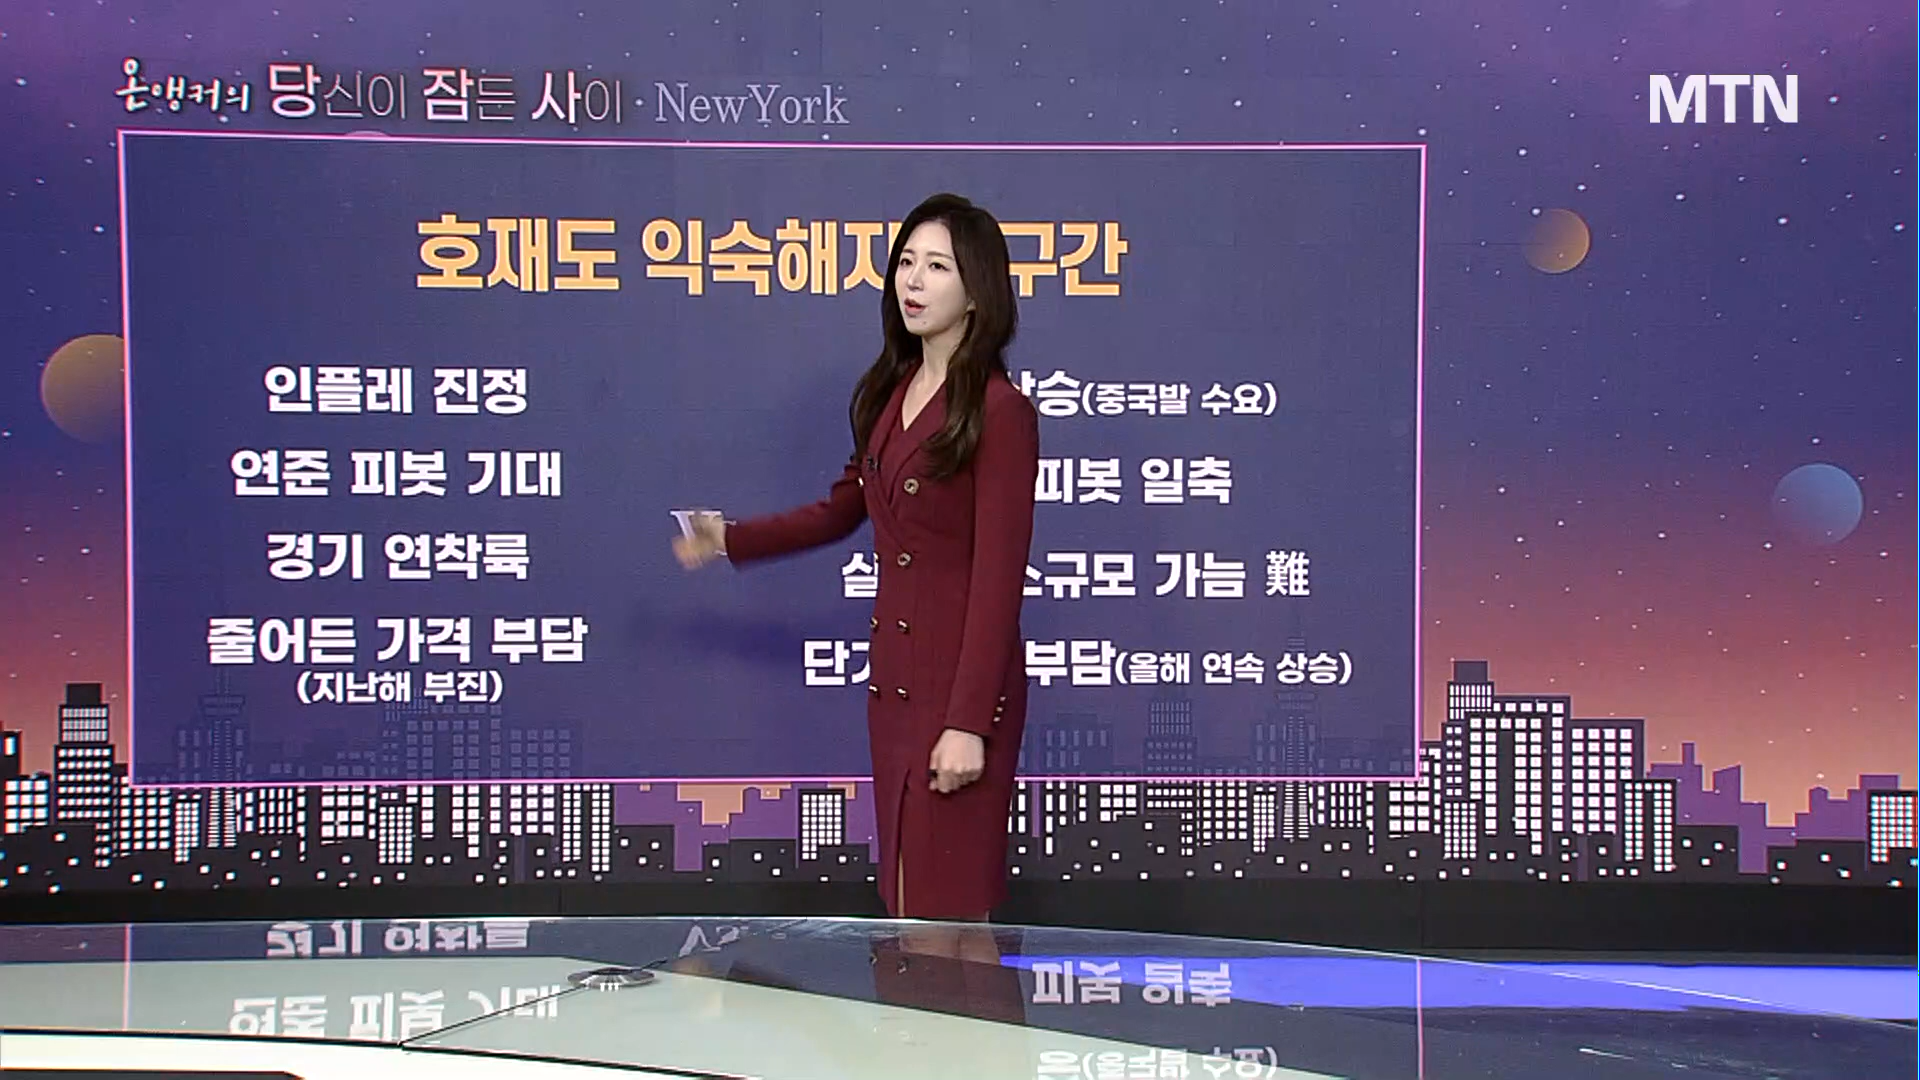 온앵커의 당신이 잠든 사이 · NewYork
MTN
호재도 익숙해지 구간
인플레 진정
연준 피봇 기대
경기 연착륙
줄어든 가격 부담
(지난해 부진)
상승(중국발 수요)
피봇 일축
소규모 가늠 難
단기 부담(올해 연속 상승)